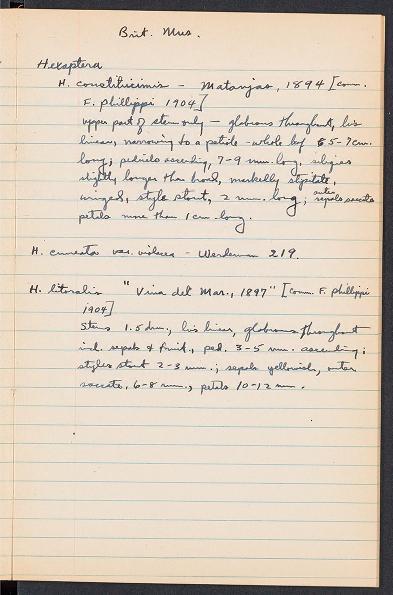 Brit. Mus.
Hexaptera
H. constitucionis - Matanjas, 1894 [comm.
F. Phillippi 1904]
upper part of stem only - glabrous throughout, lvs
linear, narrowing to a petiole - whole leaf 5-7 cm.
long; pedicels ascending, 7-9 mm. long, siliques
slightly longer than broad, markedly stipitate,
winged, style stout, 2 mm. long; outer sepals saccate
petals more than 1 cm. long.
H. cuneata var. violacea - Werderman 219.
H. litoralis "Vina del Mar, 1897" [comm. F. Phillippi
1904]
Stems 1.5 dm., lvs linear, glabrous throughout
incl. sepals & fruit, ped. 3-5 mm. ascending;
styles stout 2-3 mm.; sepals yellowish, outer
saccate, 6-8 mm., petals 10-12 mm.